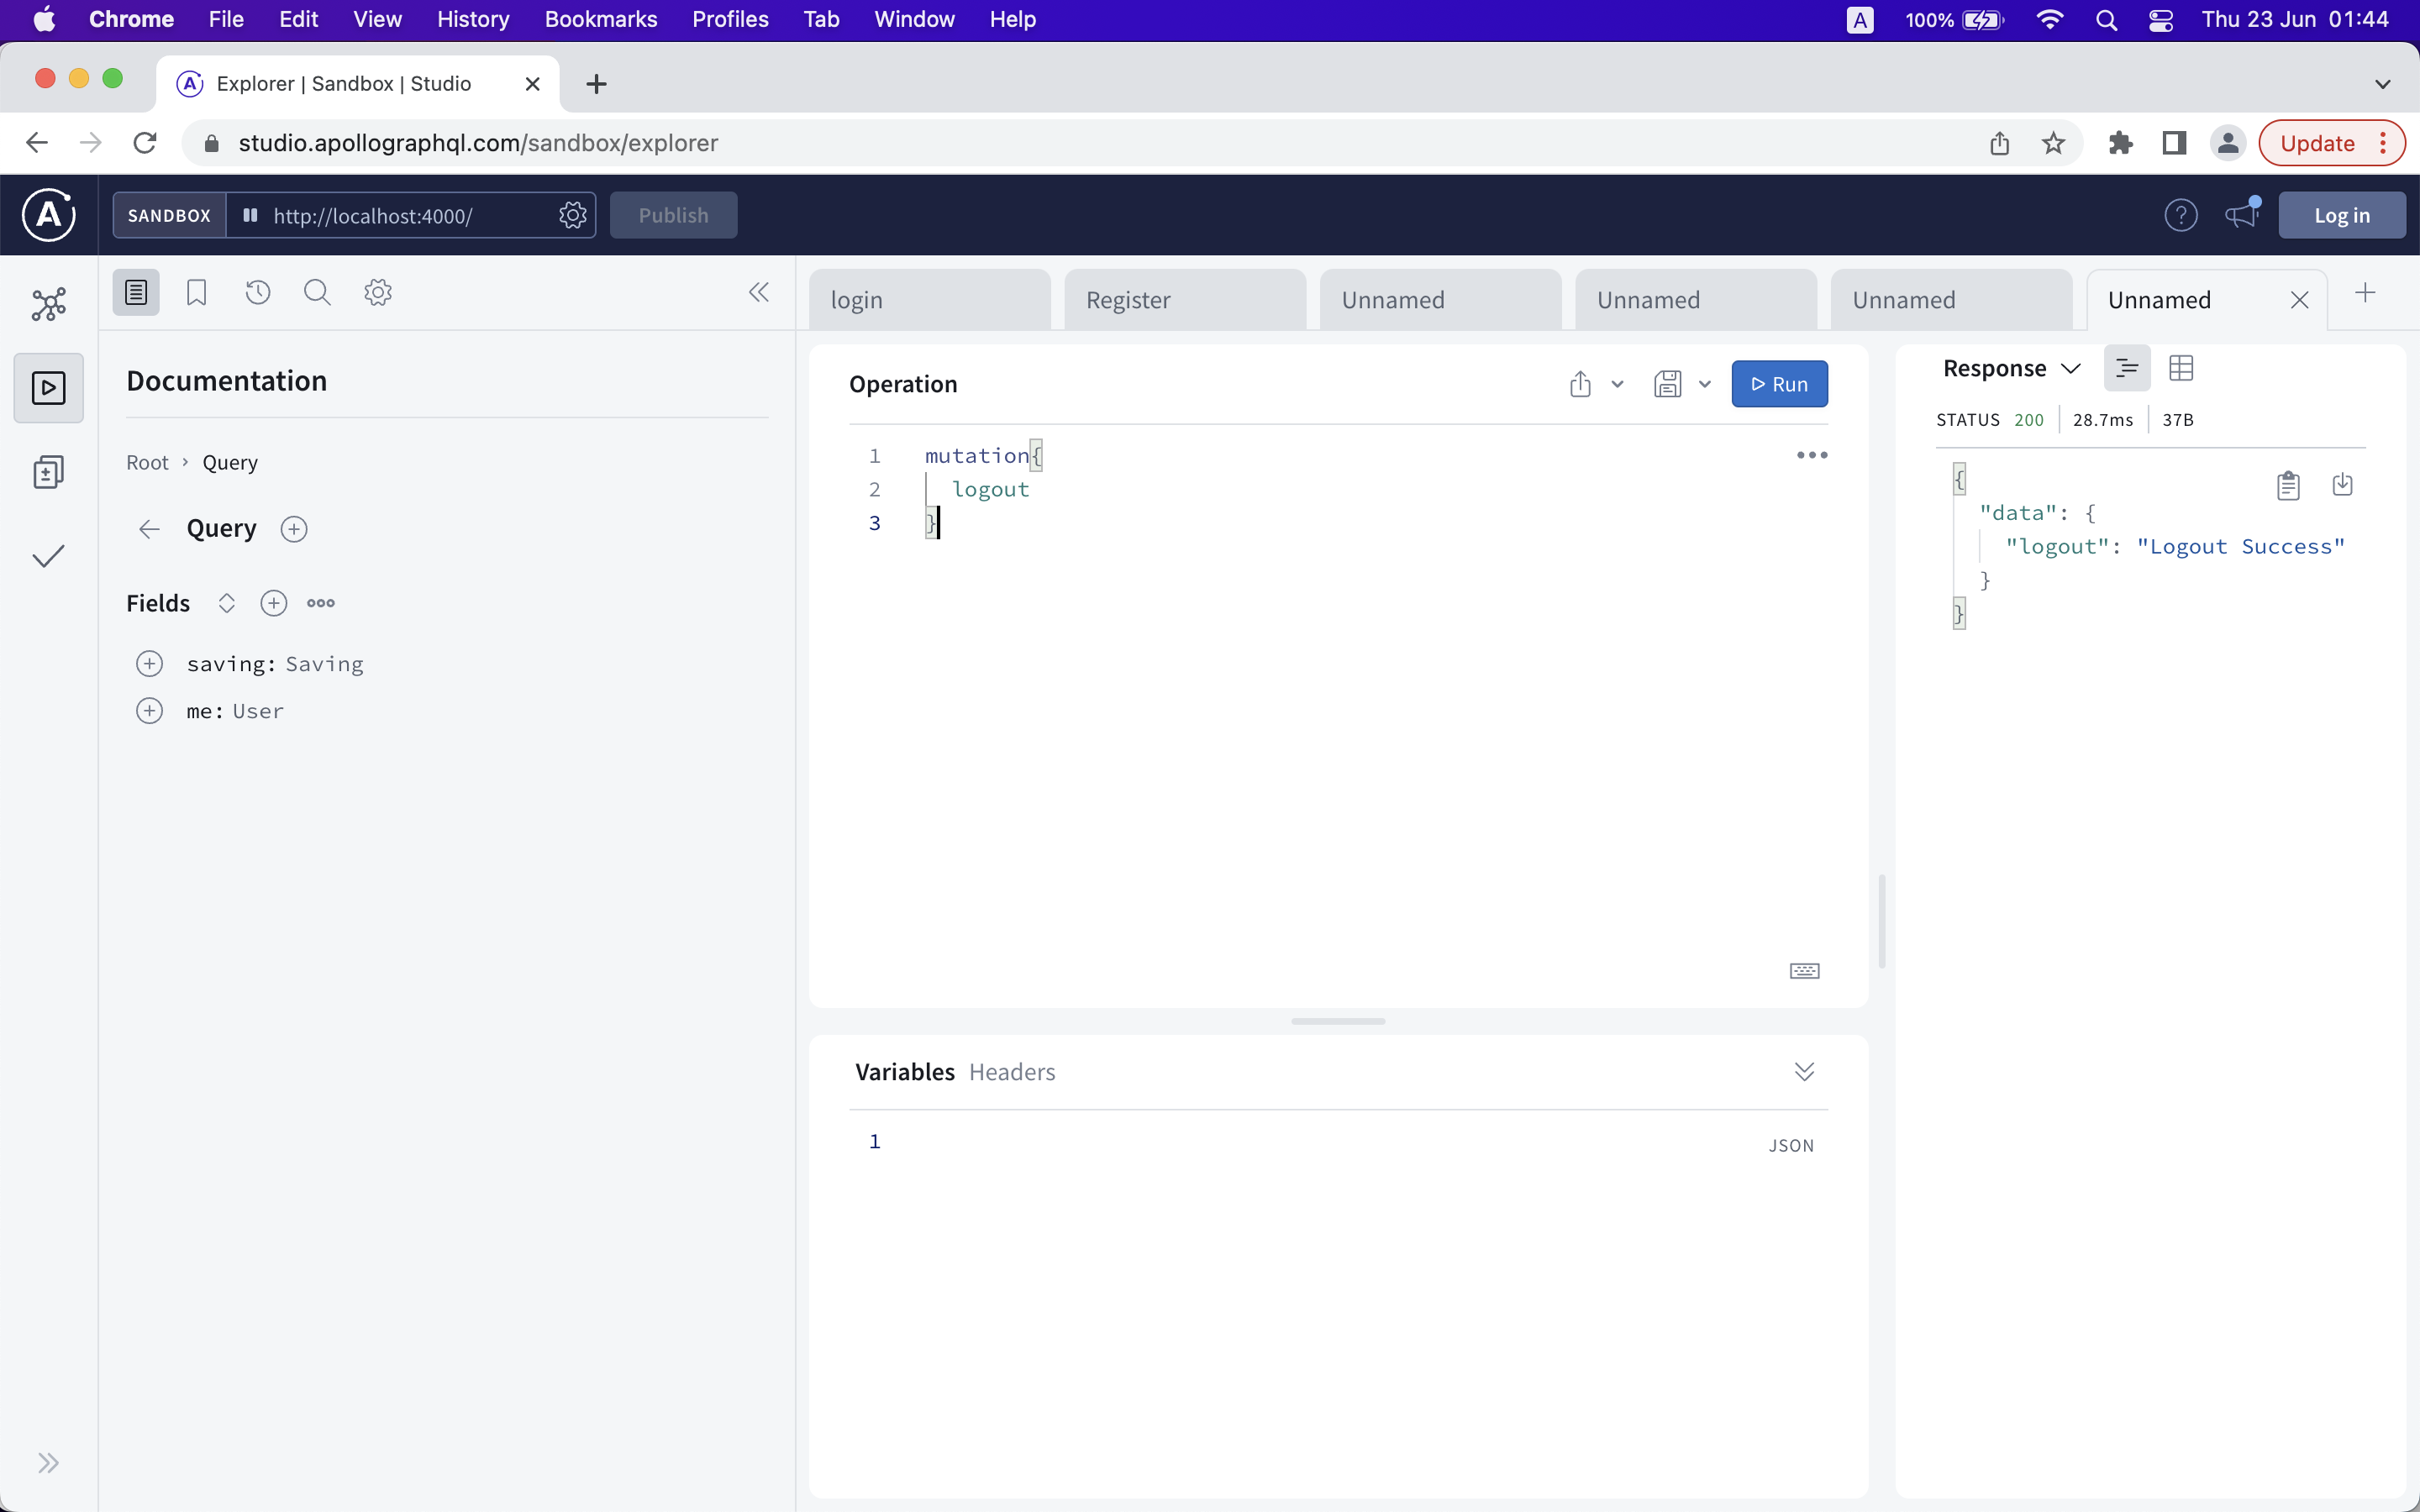 Chrome File Edit View History Bookmarks Profiles Tab Window Help A 100% Thu 23 Jun 01:44
Explorer | Sandbox | Studio
studio.apollographql.com/sandbox/explorer Update
SANDBOX http://localhost:4000/ Publish Log in
login Register Unnamed Unnamed Unnamed Unnamed
Documentation
Root › Query
Query
Fields
saving: Saving
me: User
Operation Run
1 mutation{
2 logout
3 }
Variables Headers
1
JSON
Response
STATUS 200 28.7ms 37B
{
"data": {
"logout": "Logout Success"
}
}